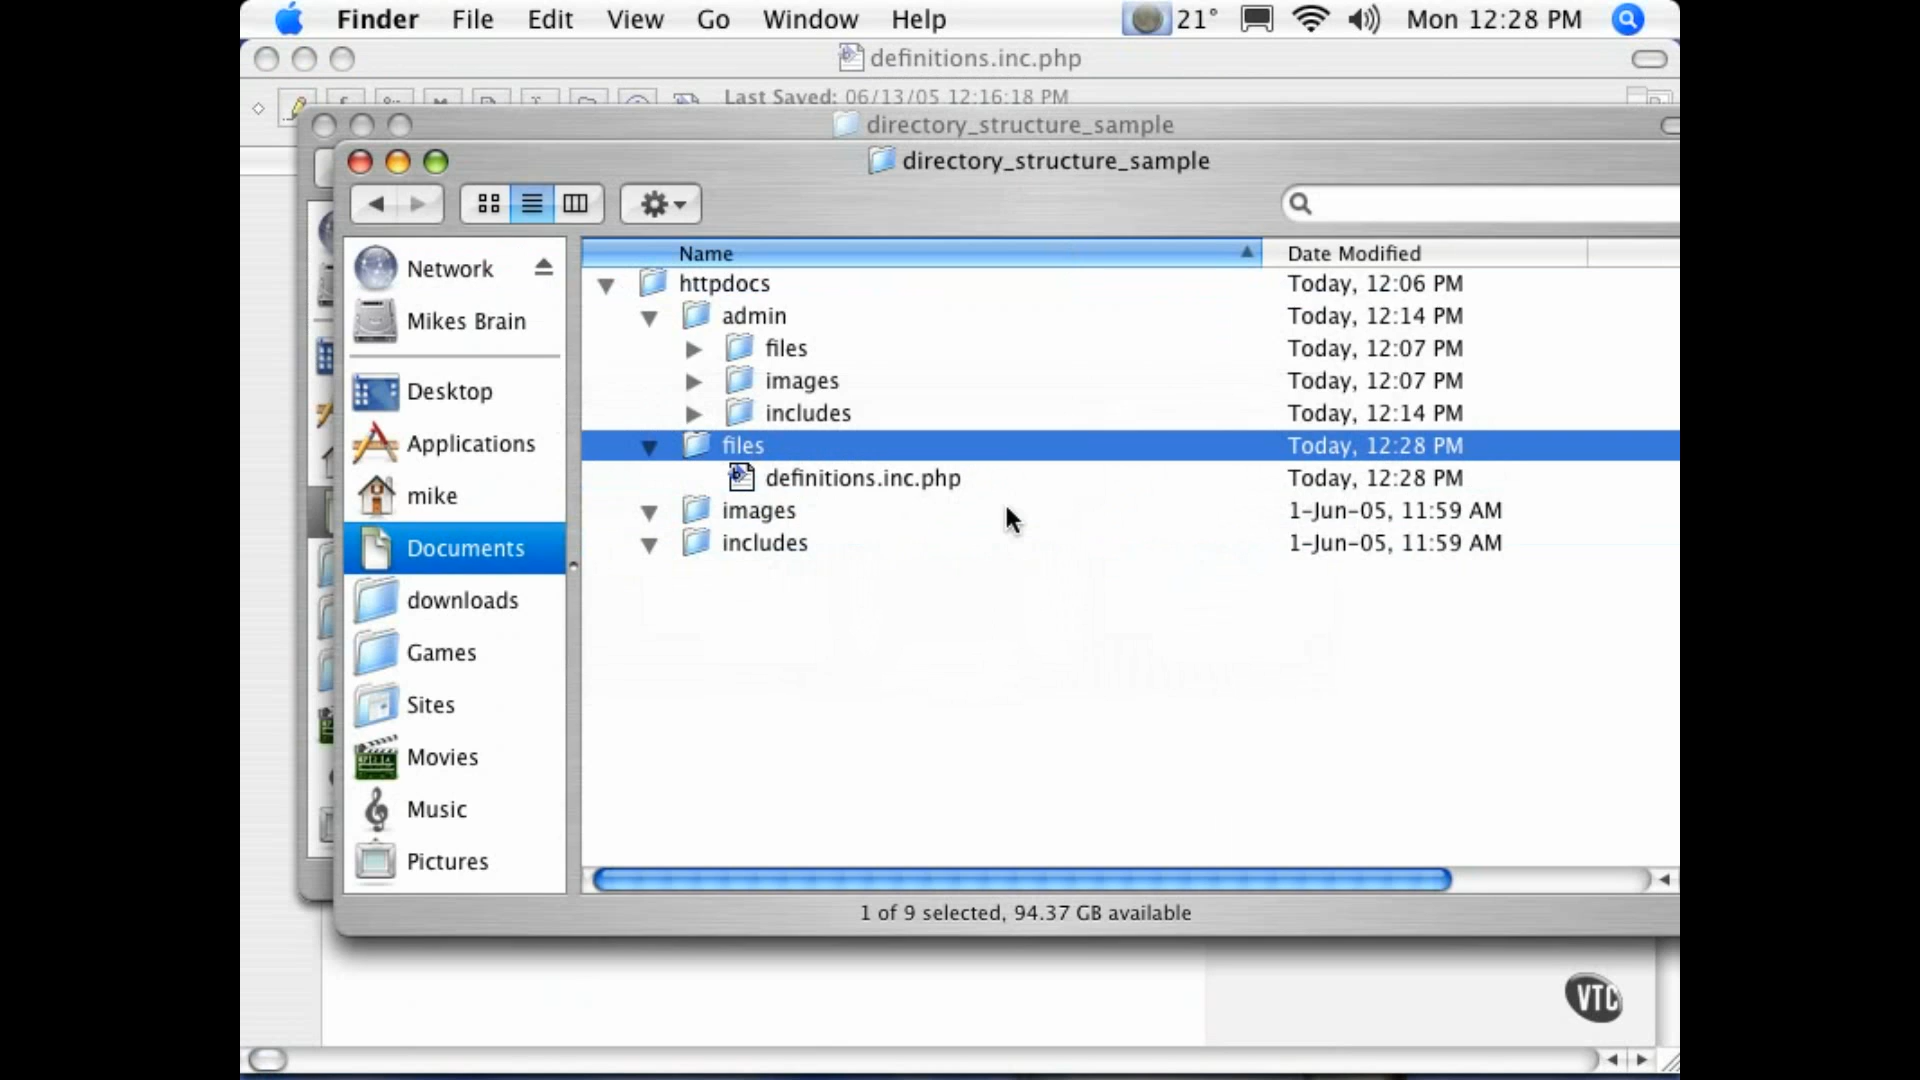 Finder File Edit View Go Window Help 21° Mon 12:28 PM
definitions.inc.php
Last Saved: 06/13/05 12:16:18 PM
directory_structure_sample
directory_structure_sample
Name Date Modified
Network
Mikes Brain
Desktop
Applications
mike
Documents
downloads
Games
Sites
Movies
Music
Pictures
httpdocs Today, 12:06 PM
admin Today, 12:14 PM
files Today, 12:07 PM
images Today, 12:07 PM
includes Today, 12:14 PM
files Today, 12:28 PM
definitions.inc.php Today, 12:28 PM
images 1-Jun-05, 11:59 AM
includes 1-Jun-05, 11:59 AM
1 of 9 selected, 94.37 GB available
VTC